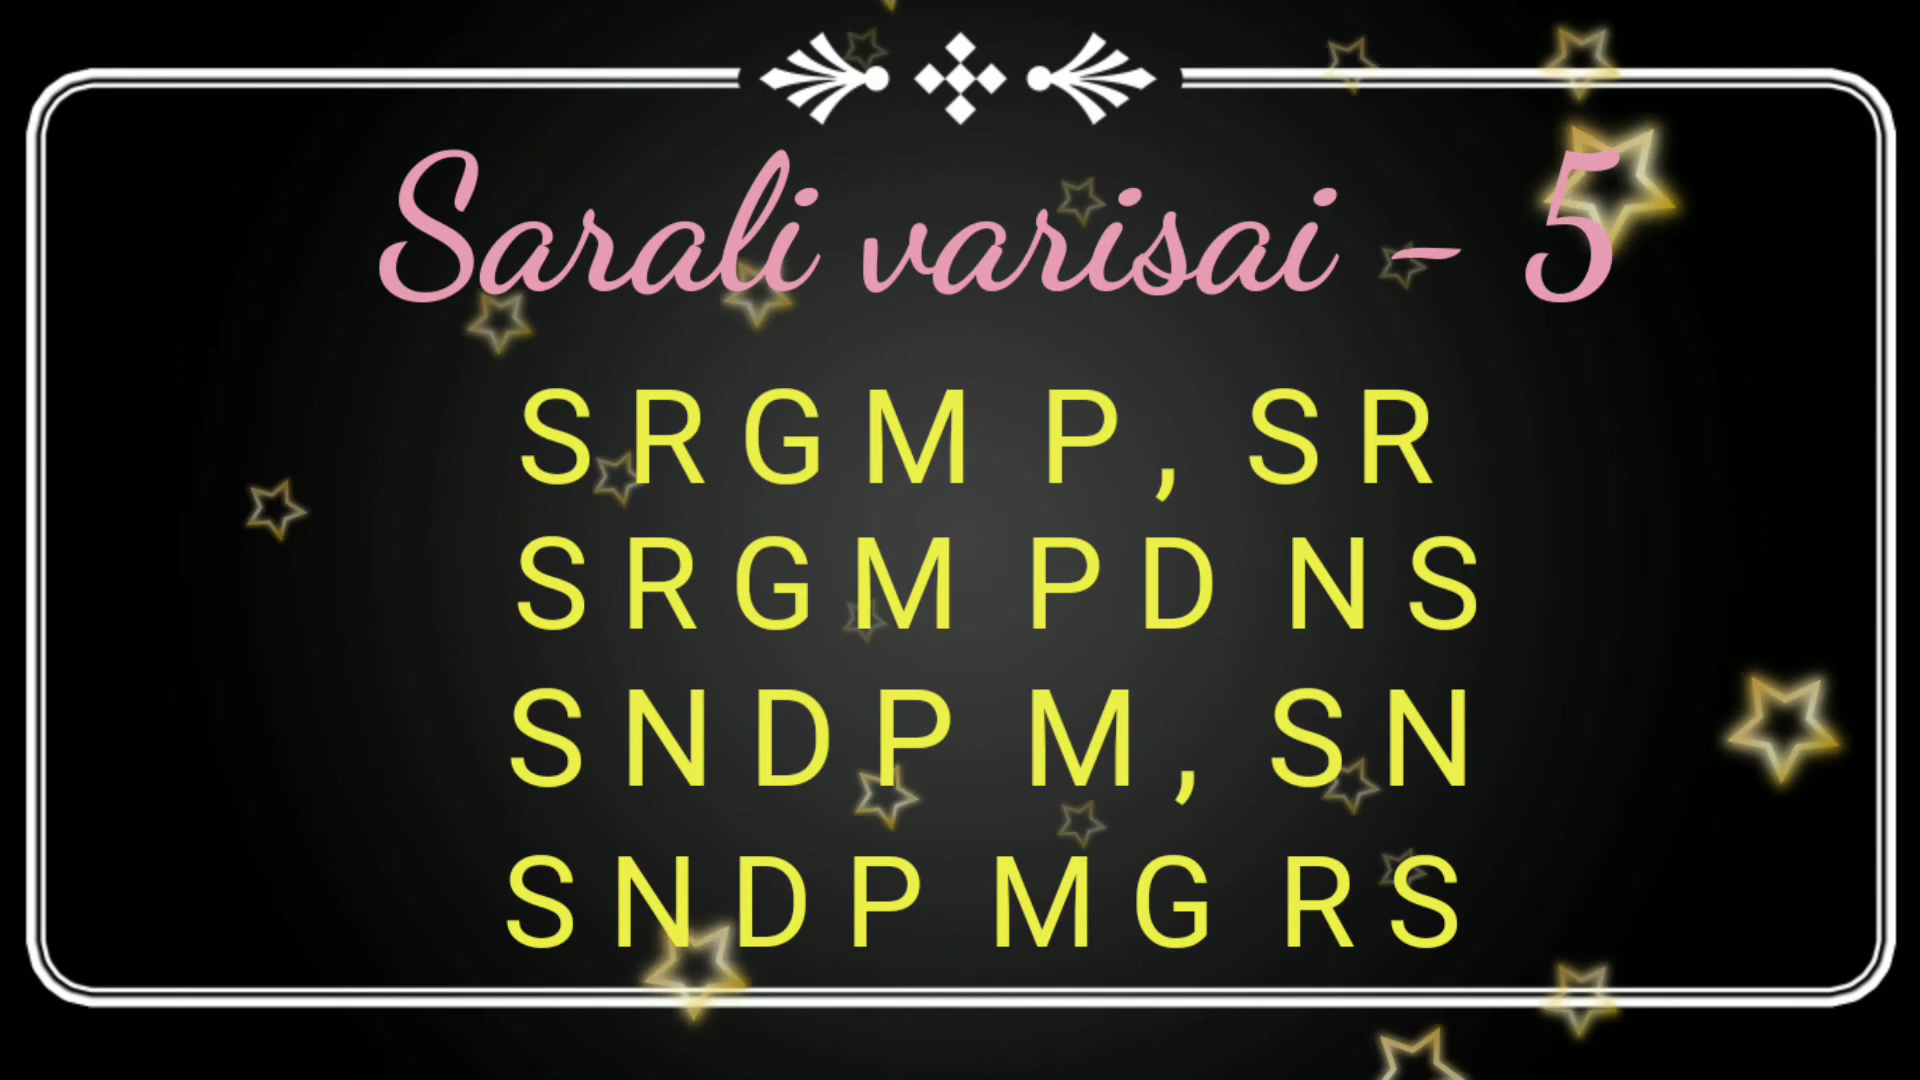 Sarali varisai - 5
S R G M P , S R
S R G M P D N S
S N D P M , S N
S N D P M G R S